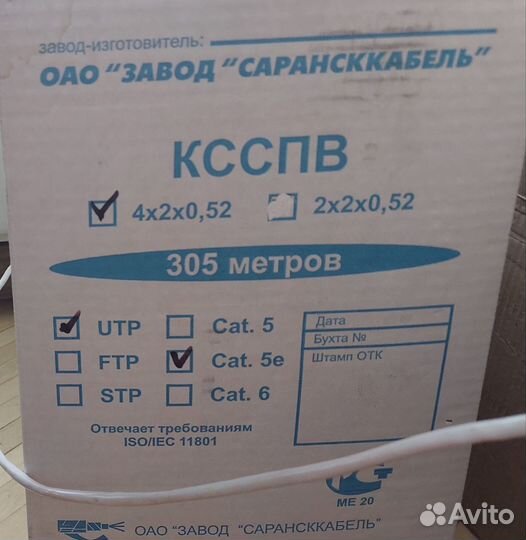 завод-изготовитель:
ОАО "ЗАВОД "САРАНСККАБЕЛЬ"
КССПВ
4х2х0,52 2х2х0,52
305 метров
UTP Cat. 5
FTP Cat. 5e
STP Cat. 6
Дата
Бухта №
Штамп ОТК
Отвечает требованиям
ISO/IEC 11801
МЕ 20
ОАО "ЗАВОД "САРАНСККАБЕЛЬ"
Avito